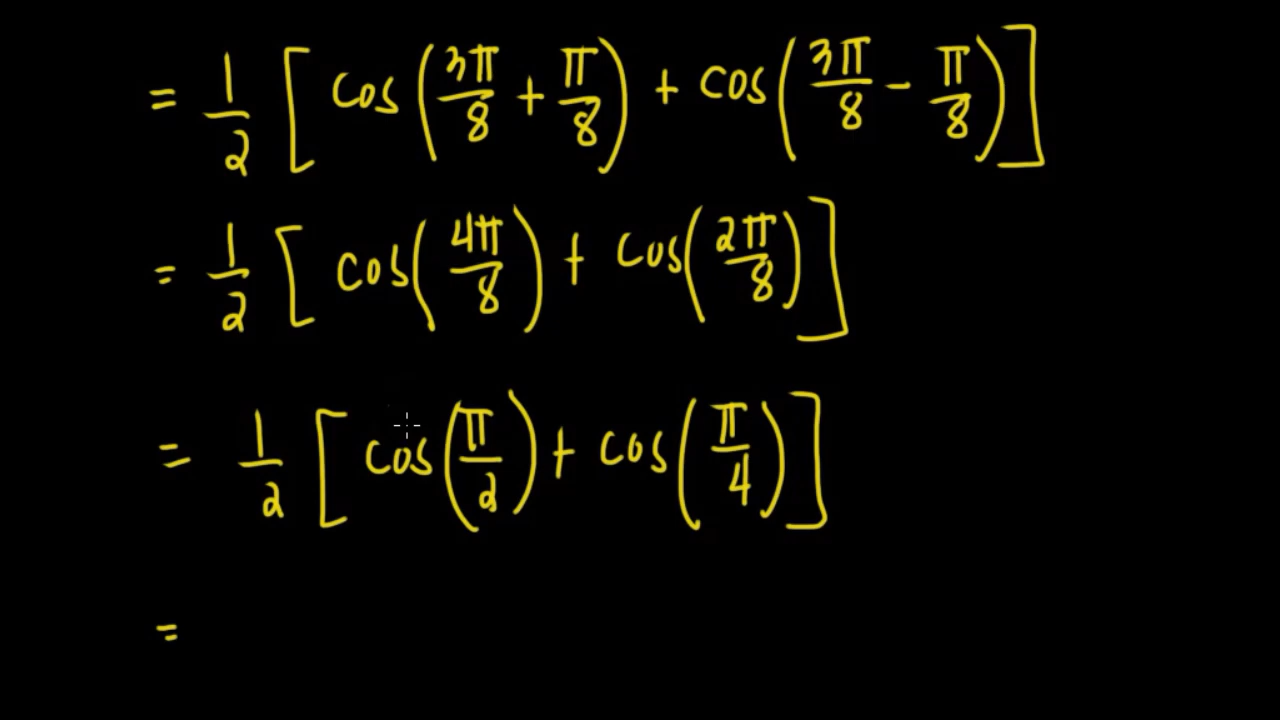 = 1/2 [ cos(3π/8 + π/8) + cos(3π/8 - π/8) ]
= 1/2 [ cos(4π/8) + cos(2π/8) ]
= 1/2 [ cos(π/2) + cos(π/4) ]
=